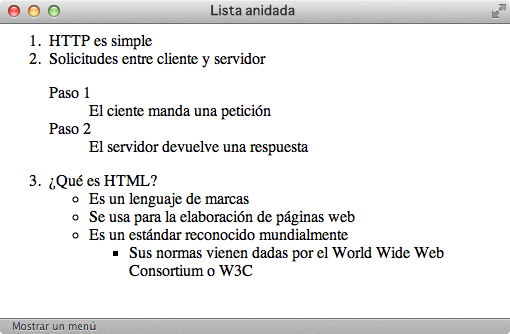 Lista anidada
1. HTTP es simple
2. Solicitudes entre cliente y servidor
Paso 1
El ciente manda una petición
Paso 2
El servidor devuelve una respuesta
3. ¿Qué es HTML?
Es un lenguaje de marcas
Se usa para la elaboración de páginas web
Es un estándar reconocido mundialmente
Sus normas vienen dadas por el World Wide Web
Consortium o W3C
Mostrar un menú